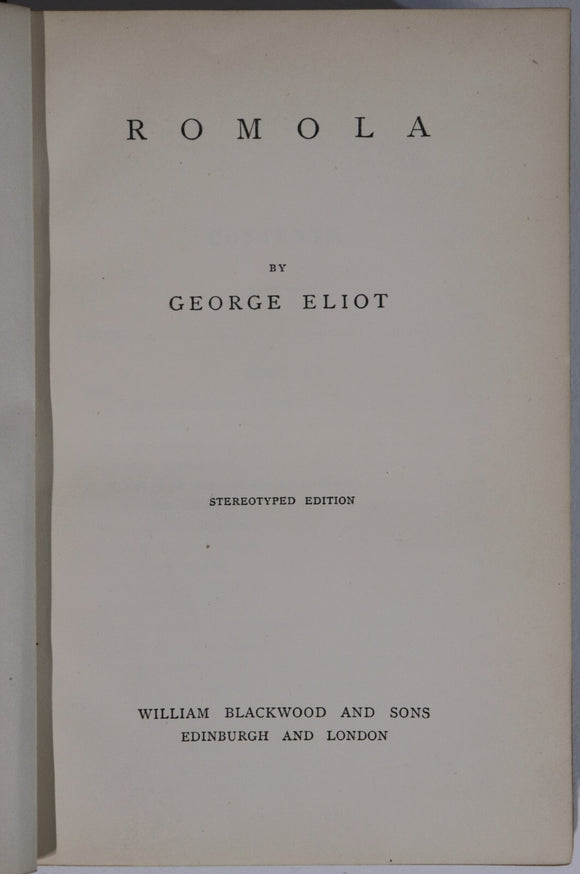 ROMOLA
BY
GEORGE ELIOT
STEREOTYPED EDITION
WILLIAM BLACKWOOD AND SONS
EDINBURGH AND LONDON